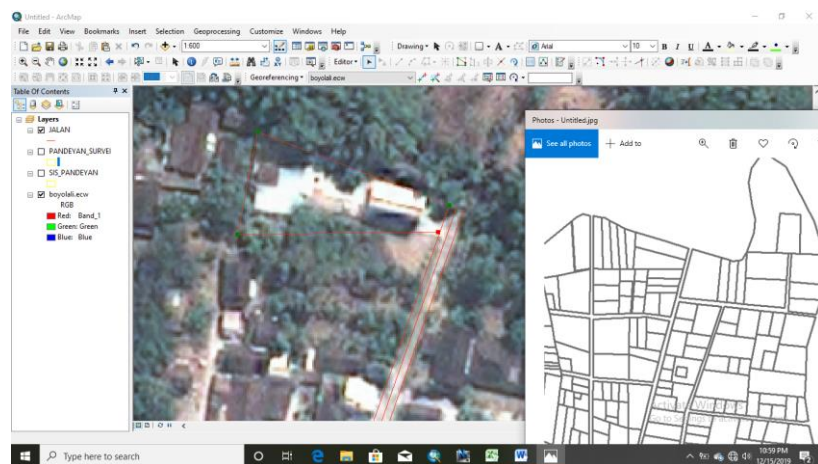 Untitled - ArcMap
File Edit View Bookmarks Insert Selection Geoprocessing Customize Windows Help
1:600
Drawing
Arial
10
B I U A
Editor
Georeferencing
boyolali.ecw
Table Of Contents
Layers
JALAN
PANDEYAN_SURVEI
SIS_PANDEYAN
boyolali.ecw
RGB
Red: Band_1
Green: Green
Blue: Blue
Photos - Untitled.jpg
See all photos
Add to
Activate Windows
Type here to search
10:59 PM
12/15/2019